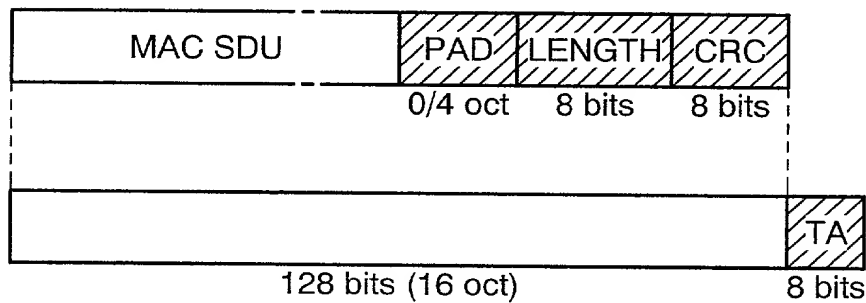 MAC SDU PAD LENGTH CRC
0/4 oct 8 bits 8 bits
TA
128 bits (16 oct) 8 bits